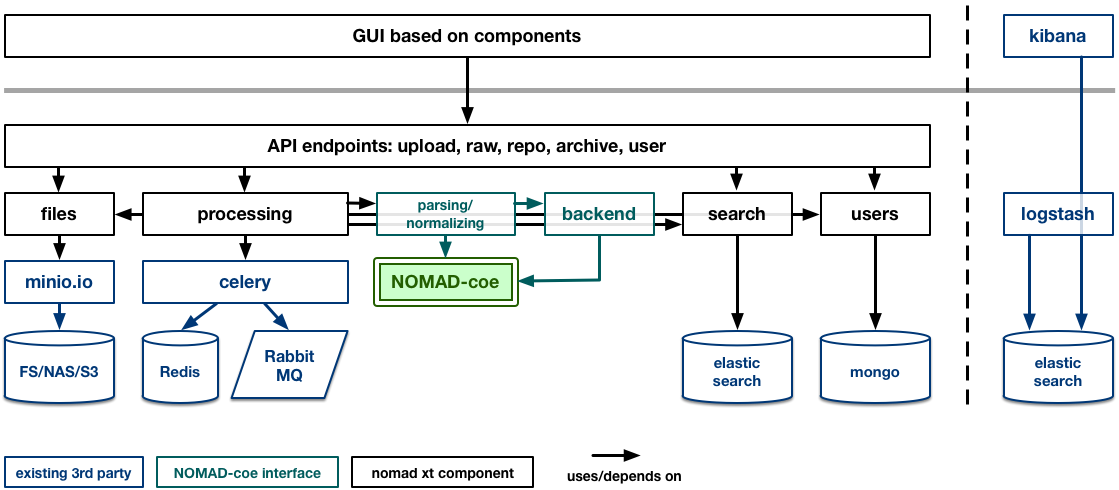 GUI based on components
kibana
API endpoints: upload, raw, repo, archive, user
files
processing
parsing/
normalizing
backend
search
users
logstash
minio.io
celery
NOMAD-coe
FS/NAS/S3
Redis
Rabbit
MQ
elastic
search
mongo
elastic
search
existing 3rd party
NOMAD-coe interface
nomad xt component
uses/depends on